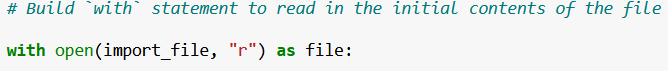 # Build `with` statement to read in the initial contents of the file
with open(import_file, "r") as file: